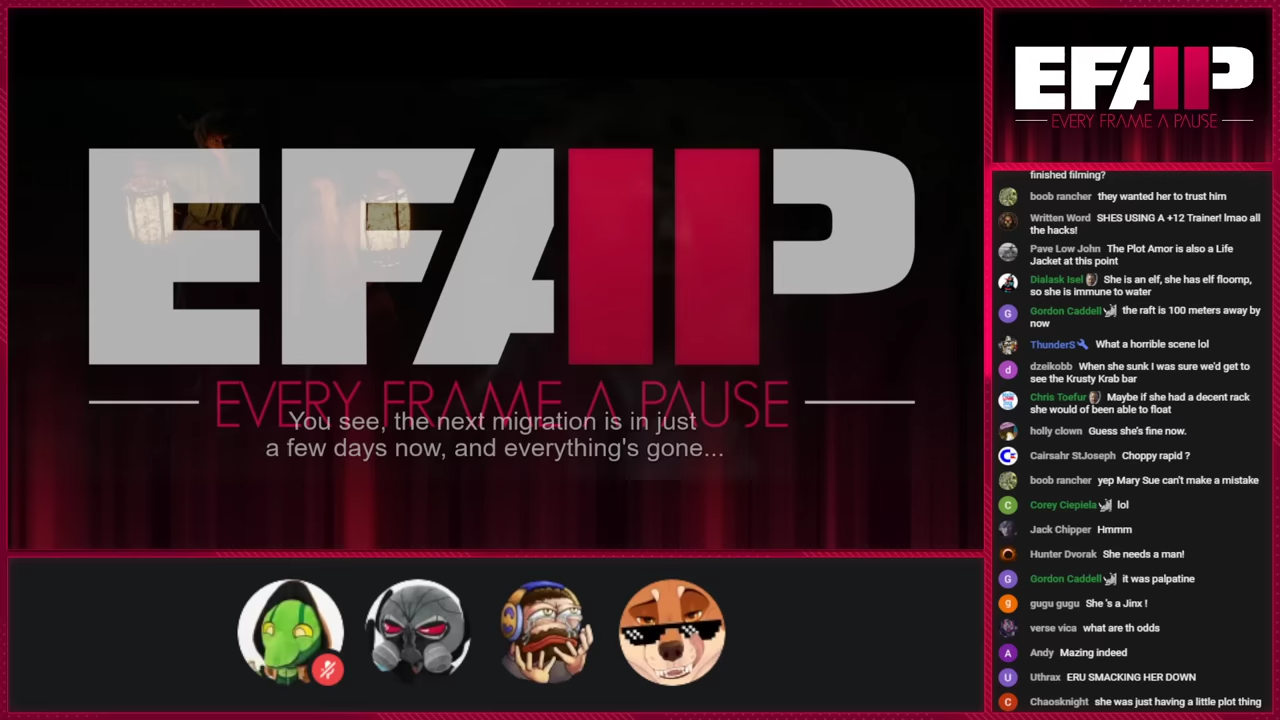 EFAP
EVERY FRAME A PAUSE
You see, the next migration is in just
a few days now, and everything's gone...
EFAP
EVERY FRAME A PAUSE
finished filming?
boob rancher they wanted her to trust him
Written Word SHES USING A +12 Trainer! lmao all
the hacks!
Pave Low John The Plot Amor is also a Life
Jacket at this point
Dialask Isel She is an elf, she has elf floomp,
so she is immune to water
G
Gordon Caddell the raft is 100 meters away by
now
ThunderS What a horrible scene lol
d
dzeikobb When she sunk I was sure we'd get to
see the Krusty Krab bar
Chris Toefur Maybe if she had a decent rack
she would of been able to float
holly clown Guess she's fine now.
Cairsahr StJoseph Choppy rapid ?
boob rancher yep Mary Sue can't make a mistake
C Corey Ciepiela lol
Jack Chipper Hmmm
Hunter Dvorak She needs a man!
G Gordon Caddell it was palpatine
g gugu gugu She 's a Jinx !
verse vica what are th odds
A Andy Mazing indeed
U Uthrax ERU SMACKING HER DOWN
C Chaosknight she was just having a little plot thing